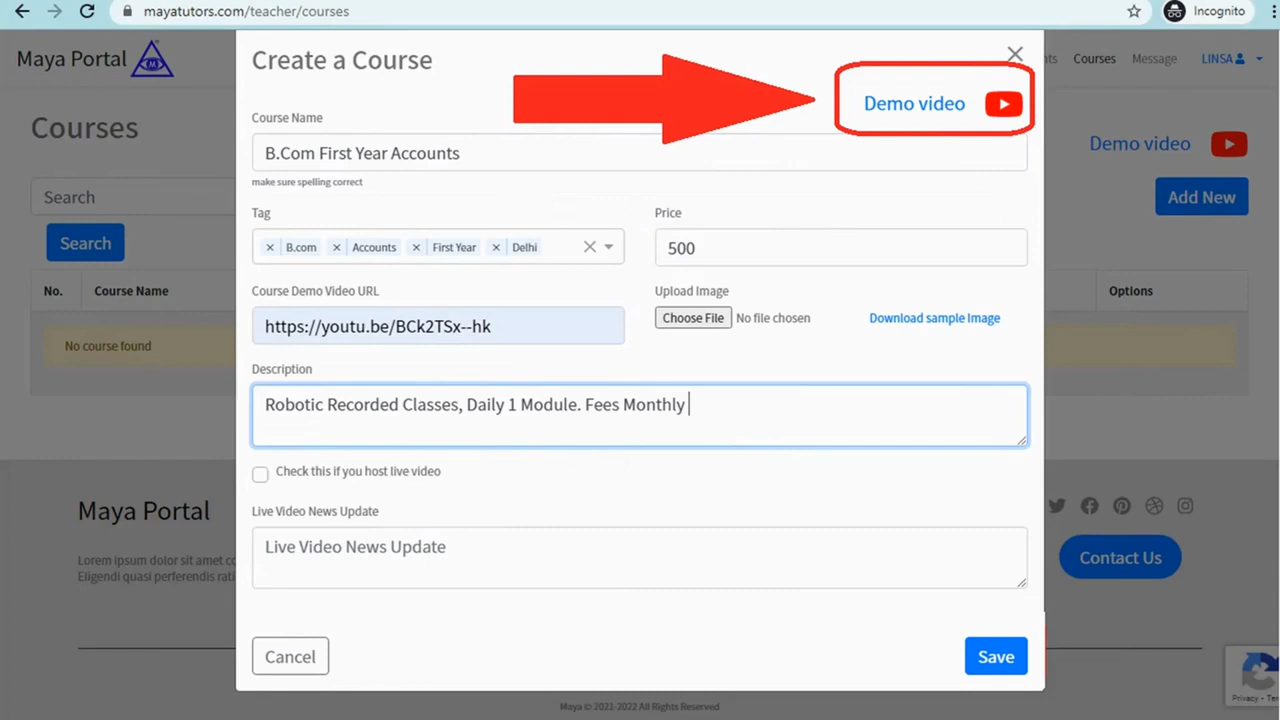 mayatutors.com/teacher/courses
Incognito
Maya Portal
Courses
Message
LINSA
Create a Course
Demo video
Courses
Demo video
Course Name
B.Com First Year Accounts
make sure spelling correct
Search
Add New
Tag
Price
B.com
Accounts
First Year
Delhi
500
Search
No.
Course Name
Options
Course Demo Video URL
Upload Image
https://youtu.be/BCk2TSx--hk
Choose File
No file chosen
Download sample Image
No course found
Description
Robotic Recorded Classes, Daily 1 Module. Fees Monthly
Check this if you host live video
Maya Portal
Live Video News Update
Live Video News Update
Lorem ipsum dolor sit amet
Eligendi quasi perferendis
Contact Us
Cancel
Save
Privacy
Maya © 2021-2022 All Rights Reserved